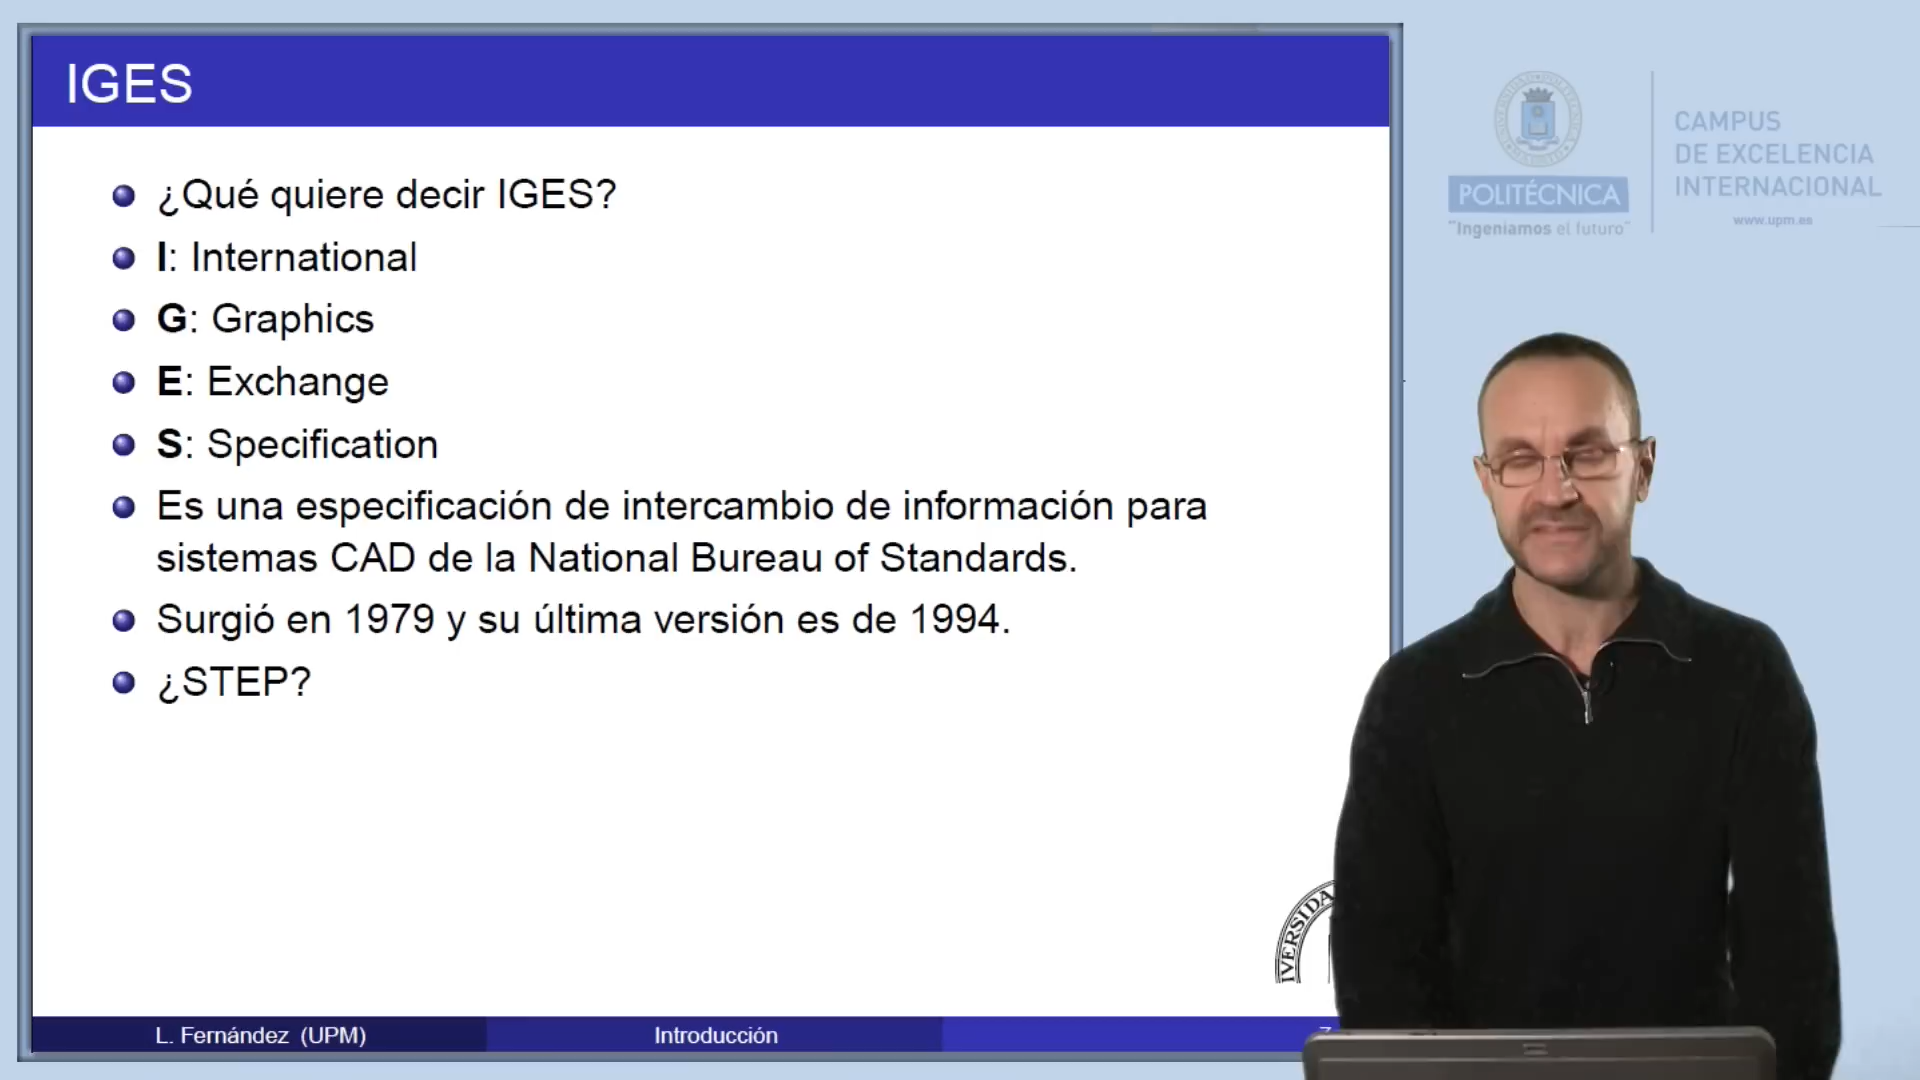 IGES
¿Qué quiere decir IGES?
I: International
G: Graphics
E: Exchange
S: Specification
Es una especificación de intercambio de información para
sistemas CAD de la National Bureau of Standards.
Surgió en 1979 y su última versión es de 1994.
¿STEP?
L. Fernández (UPM)
Introducción
POLITÉCNICA
"Ingeniamos el futuro"
CAMPUS
DE EXCELENCIA
INTERNACIONAL
www.upm.es